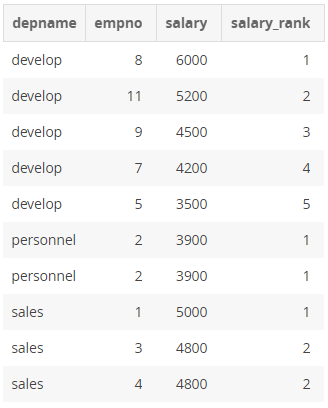 depname empno salary salary_rank
develop 8 6000 1
develop 11 5200 2
develop 9 4500 3
develop 7 4200 4
develop 5 3500 5
personnel 2 3900 1
personnel 2 3900 1
sales 1 5000 1
sales 3 4800 2
sales 4 4800 2